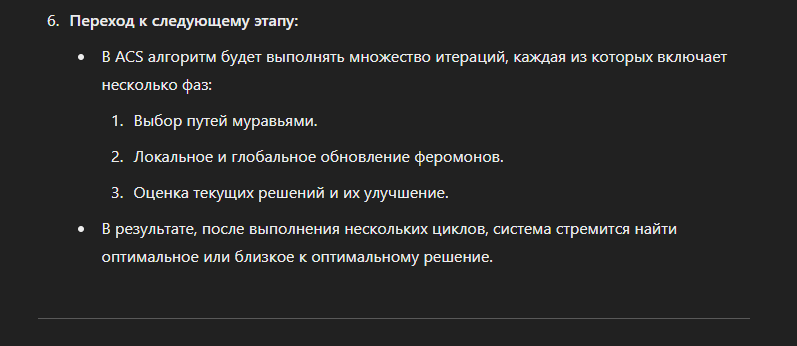 6. Переход к следующему этапу:
• В ACS алгоритм будет выполнять множество итераций, каждая из которых включает
несколько фаз:
1. Выбор путей муравьями.
2. Локальное и глобальное обновление феромонов.
3. Оценка текущих решений и их улучшение.
• В результате, после выполнения нескольких циклов, система стремится найти
оптимальное или близкое к оптимальному решение.